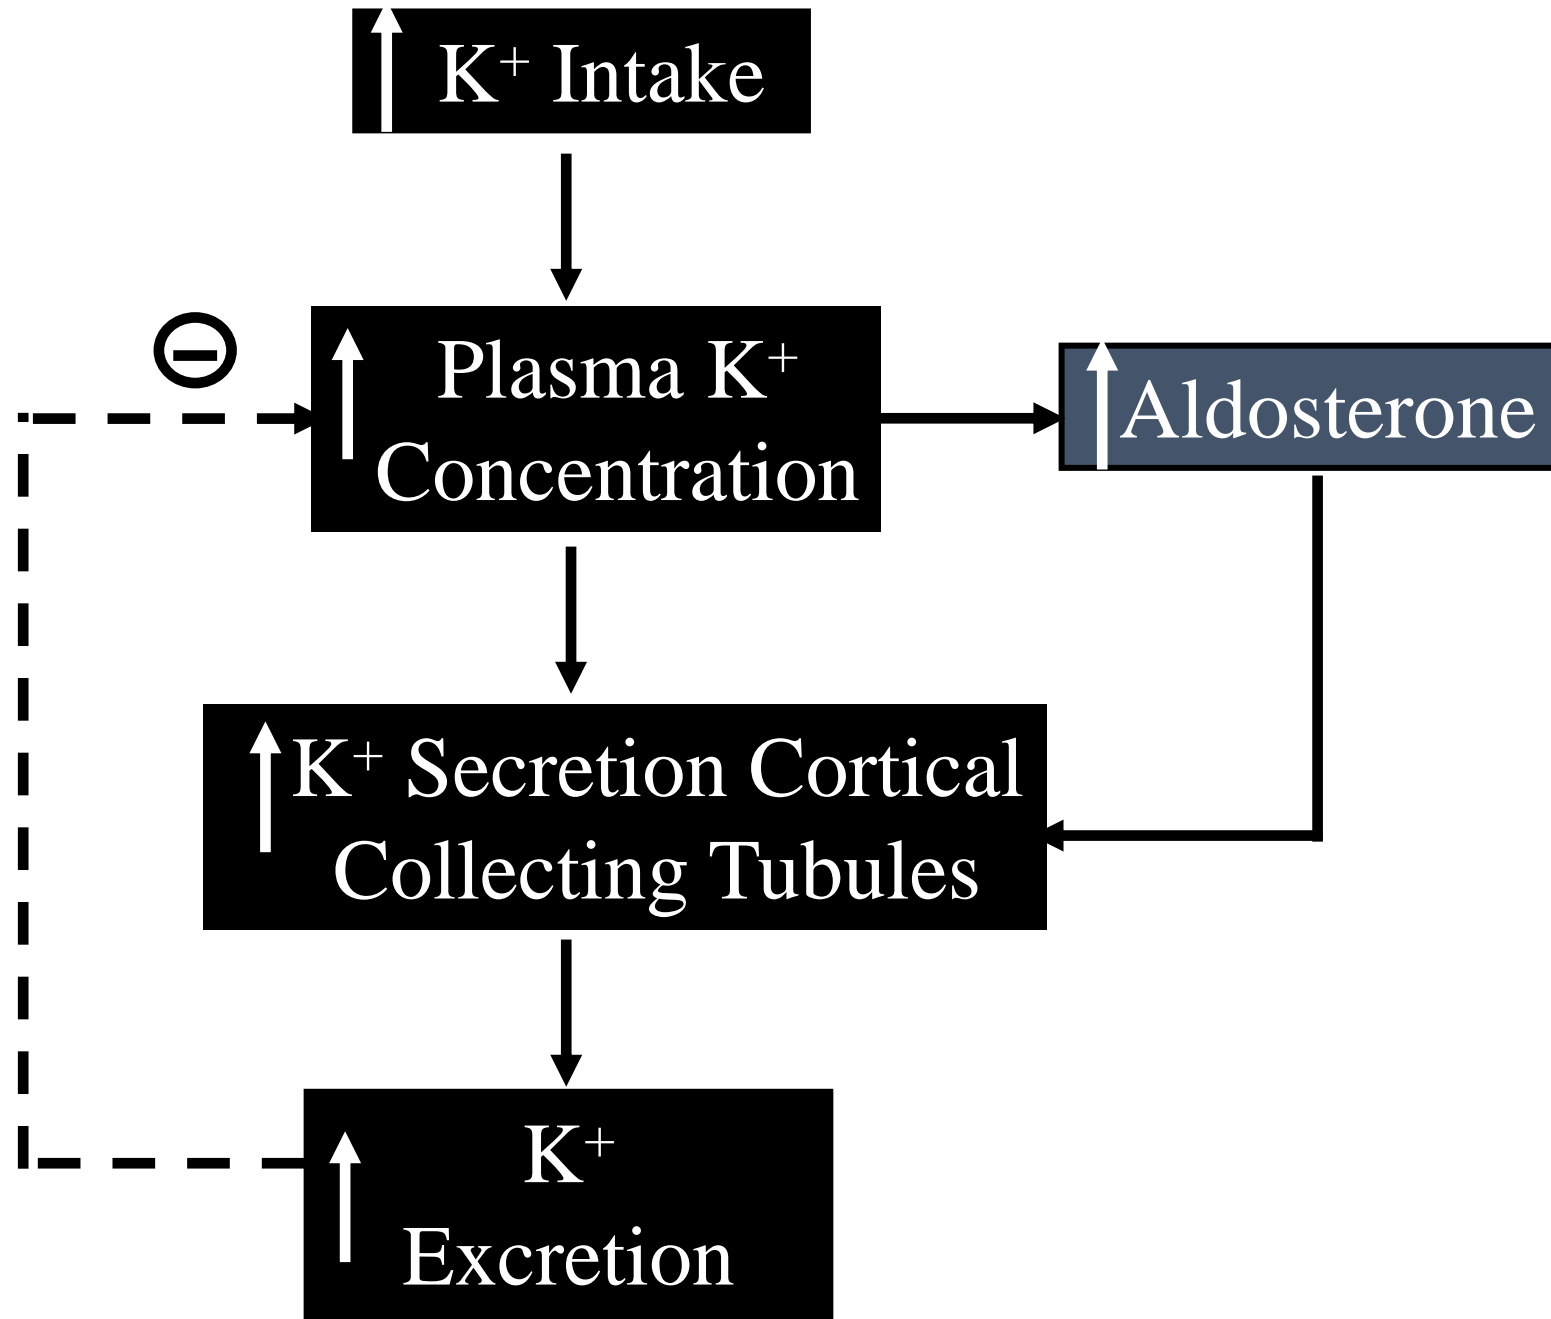 K⁺ Intake
Plasma K⁺
Concentration
Aldosterone
K⁺ Secretion Cortical
Collecting Tubules
K⁺
Excretion